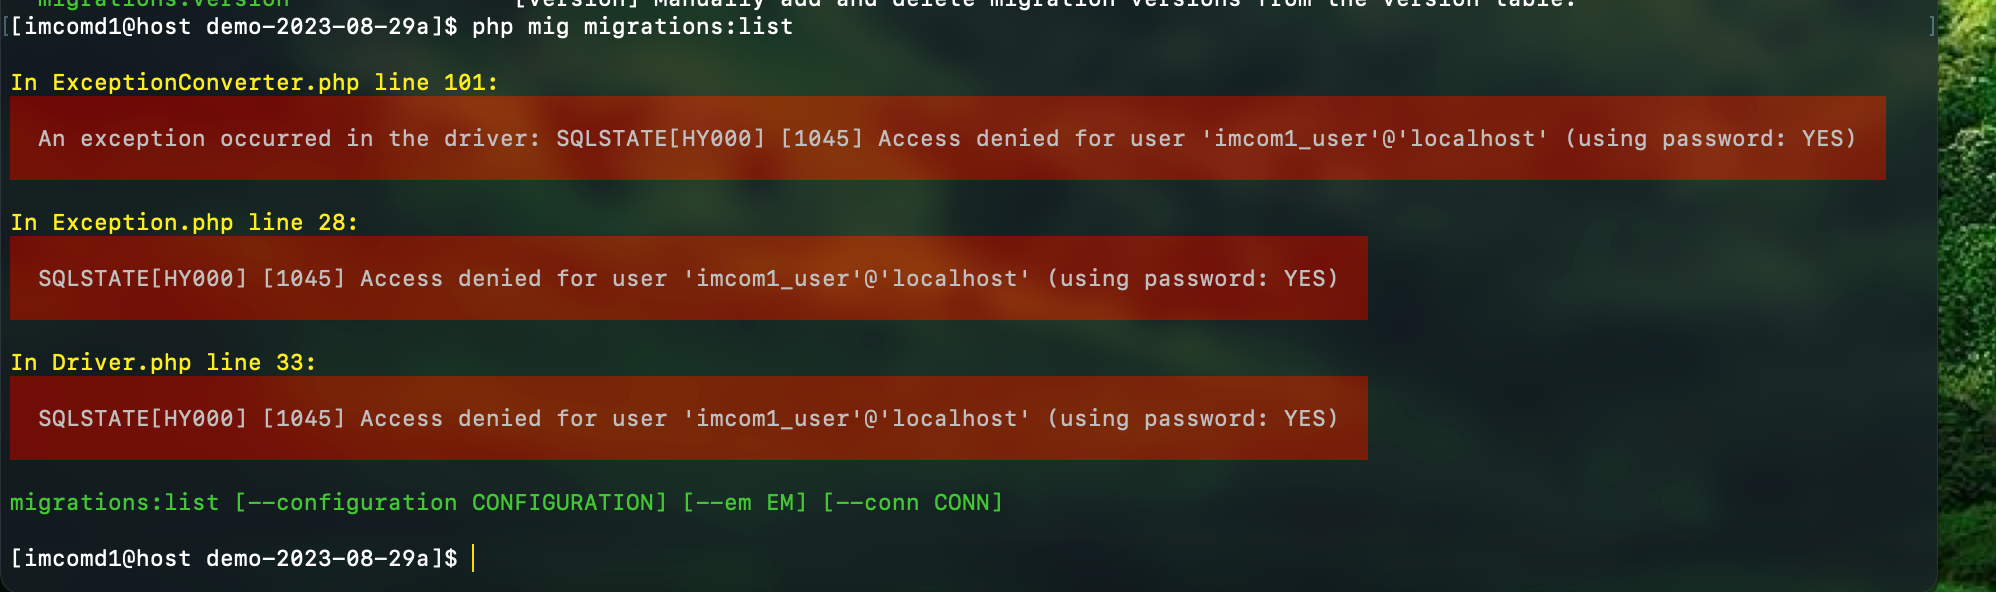 migrations:version [version] Manually add and delete migration versions from the version table.
[[imcomd1@host demo-2023-08-29a]$ php mig migrations:list ]
In ExceptionConverter.php line 101:
An exception occurred in the driver: SQLSTATE[HY000] [1045] Access denied for user 'imcom1_user'@'localhost' (using password: YES)
In Exception.php line 28:
SQLSTATE[HY000] [1045] Access denied for user 'imcom1_user'@'localhost' (using password: YES)
In Driver.php line 33:
SQLSTATE[HY000] [1045] Access denied for user 'imcom1_user'@'localhost' (using password: YES)
migrations:list [--configuration CONFIGURATION] [--em EM] [--conn CONN]
[imcomd1@host demo-2023-08-29a]$